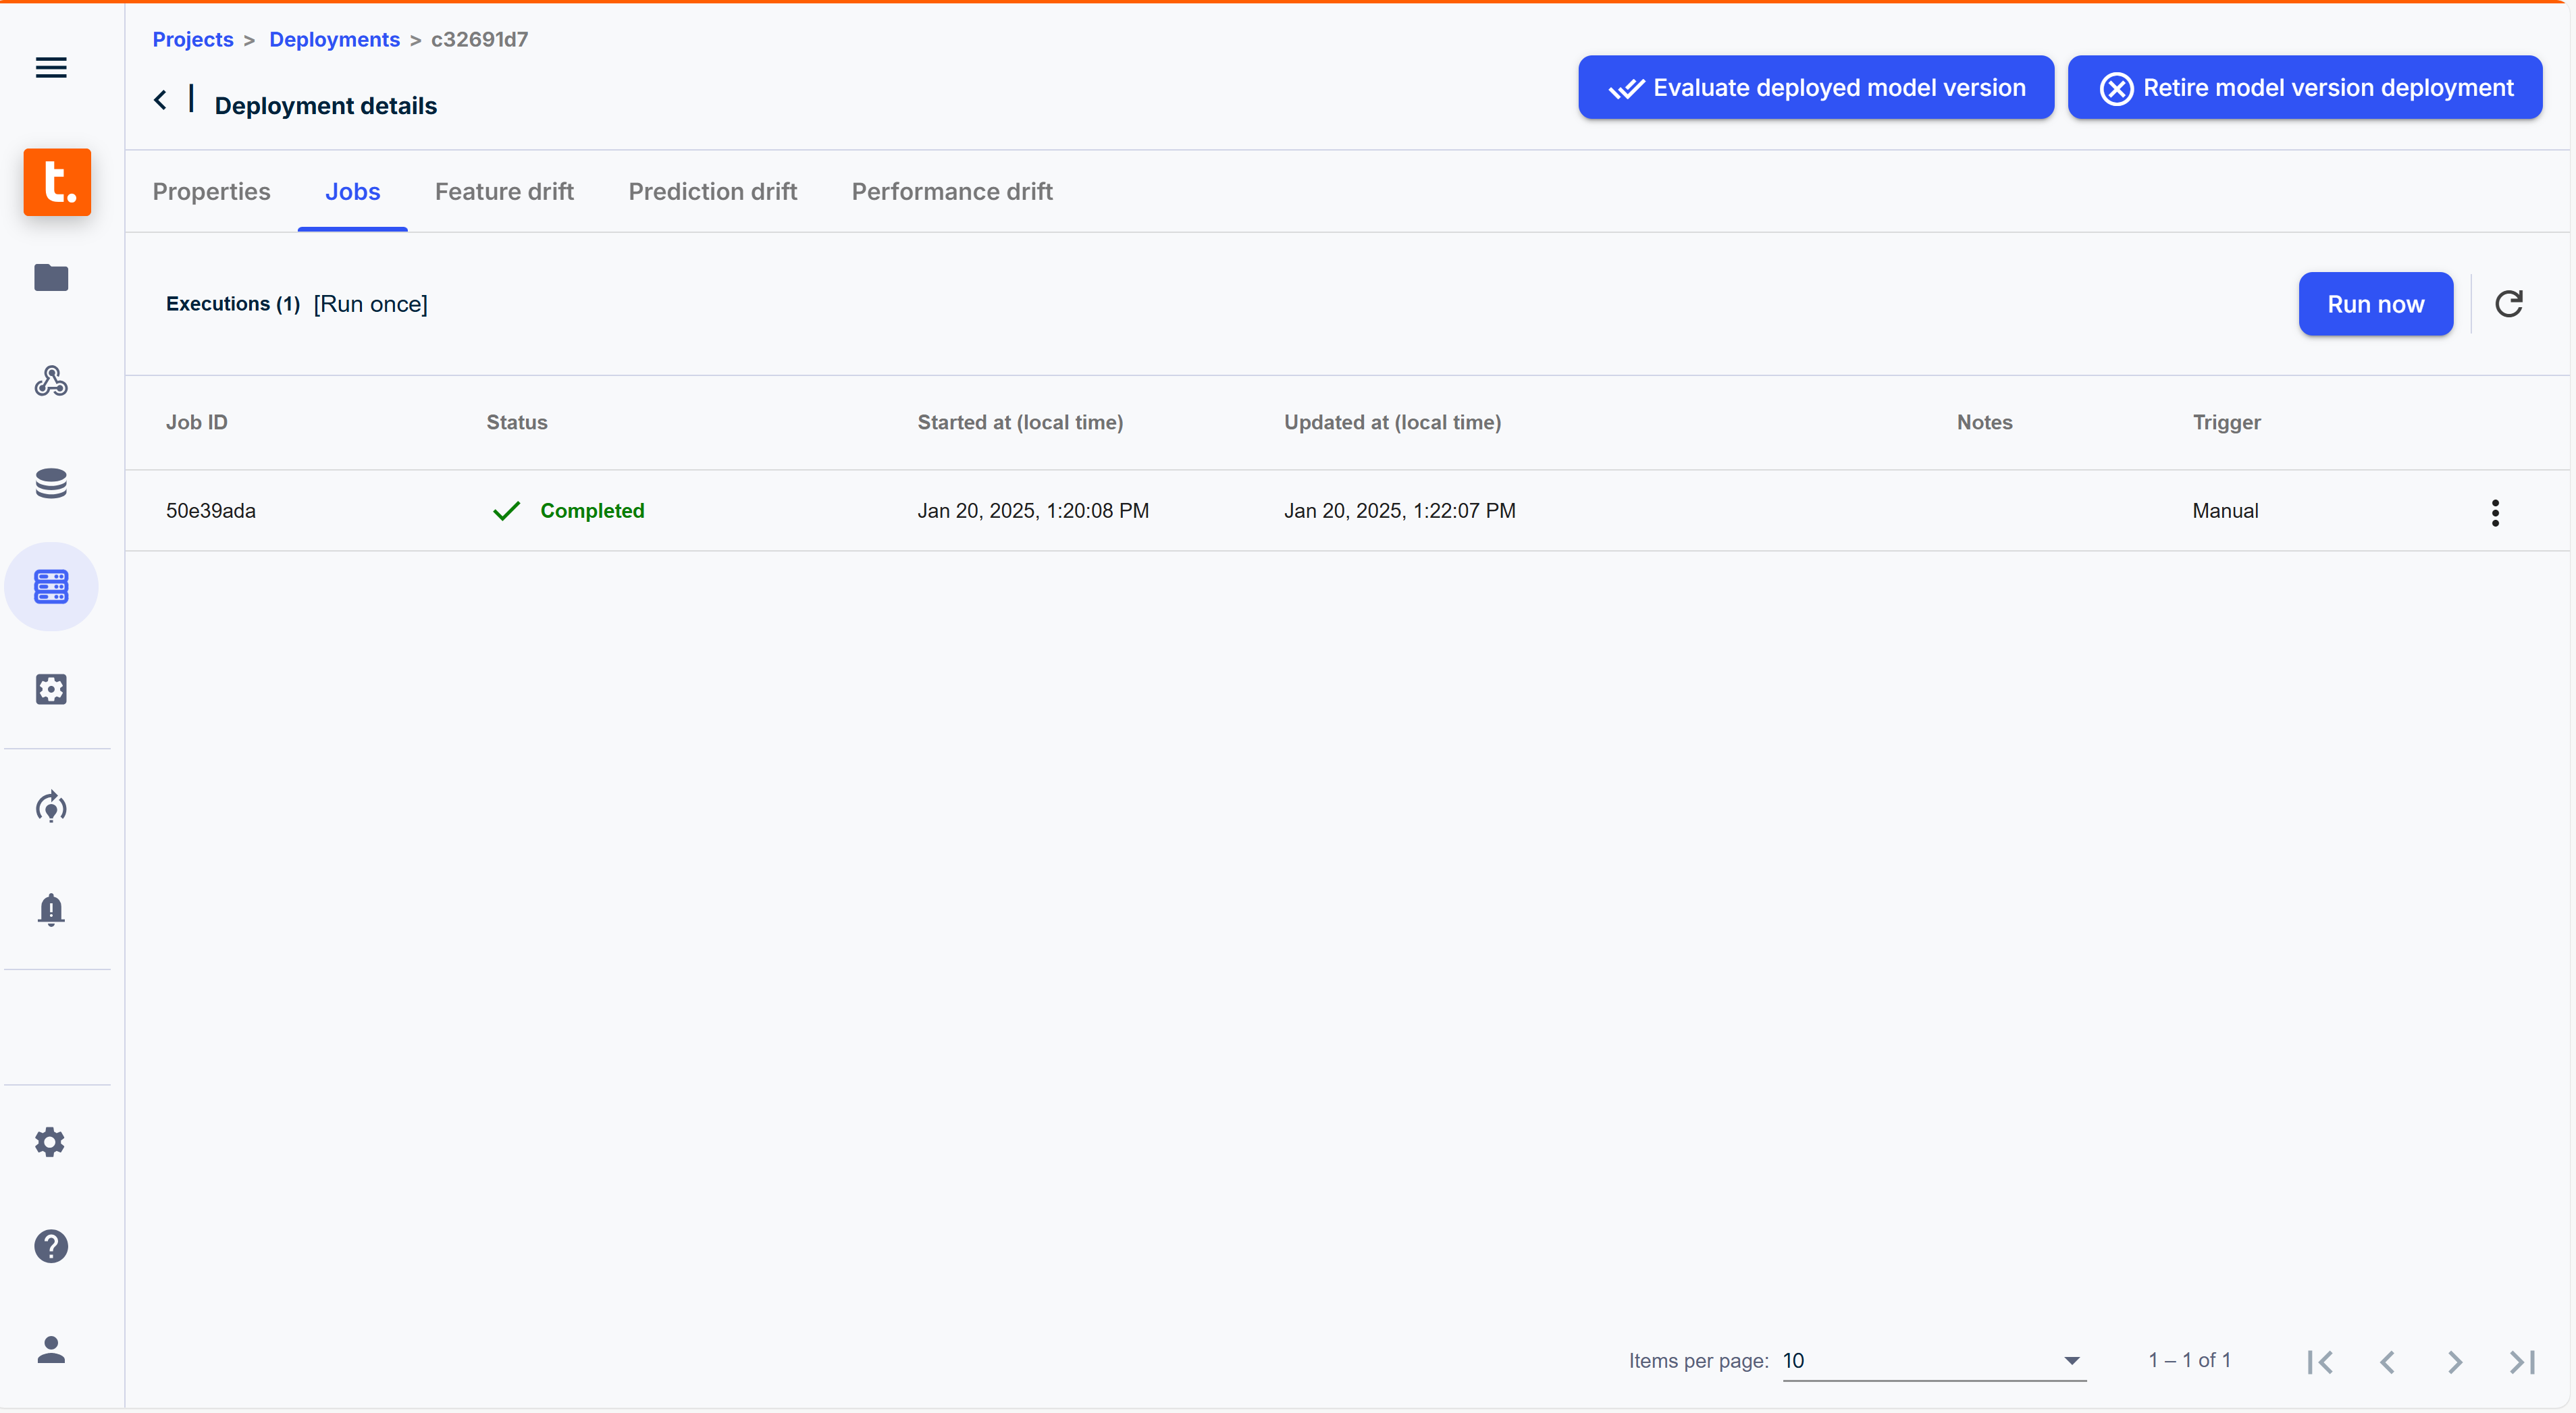 Projects > Deployments > c32691d7
Deployment details
Evaluate deployed model version
Retire model version deployment
t.
Properties Jobs Feature drift Prediction drift Performance drift
Executions (1) [Run once]
Run now
Job ID Status Started at (local time) Updated at (local time) Notes Trigger
50e39ada Completed Jan 20, 2025, 1:20:08 PM Jan 20, 2025, 1:22:07 PM Manual
Items per page: 10 1 – 1 of 1